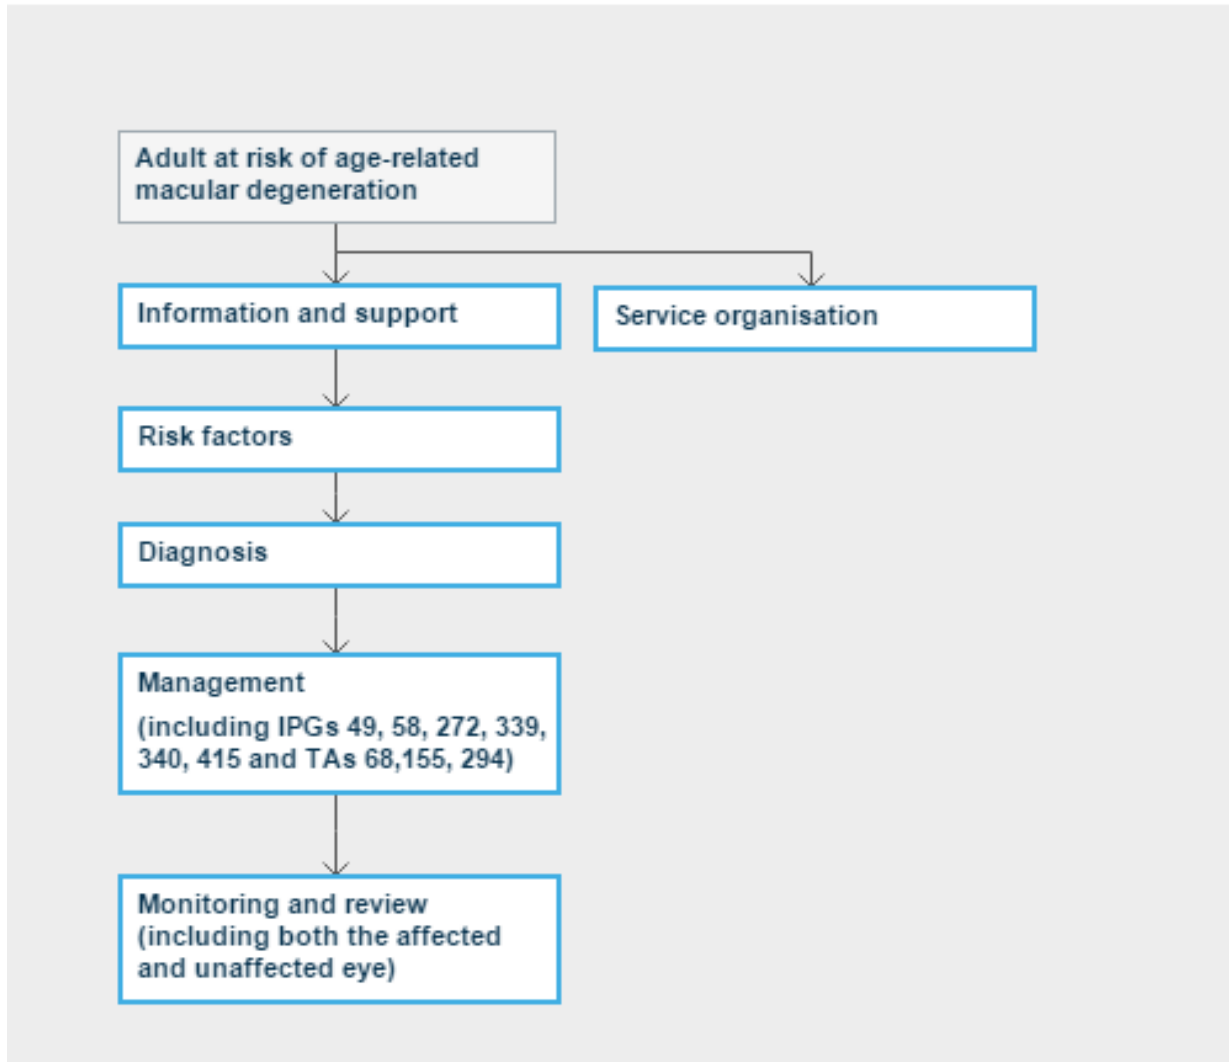 Adult at risk of age-related
macular degeneration
Information and support
Service organisation
Risk factors
Diagnosis
Management
(including IPGs 49, 58, 272, 339,
340, 415 and TAs 68,155, 294)
Monitoring and review
(including both the affected
and unaffected eye)